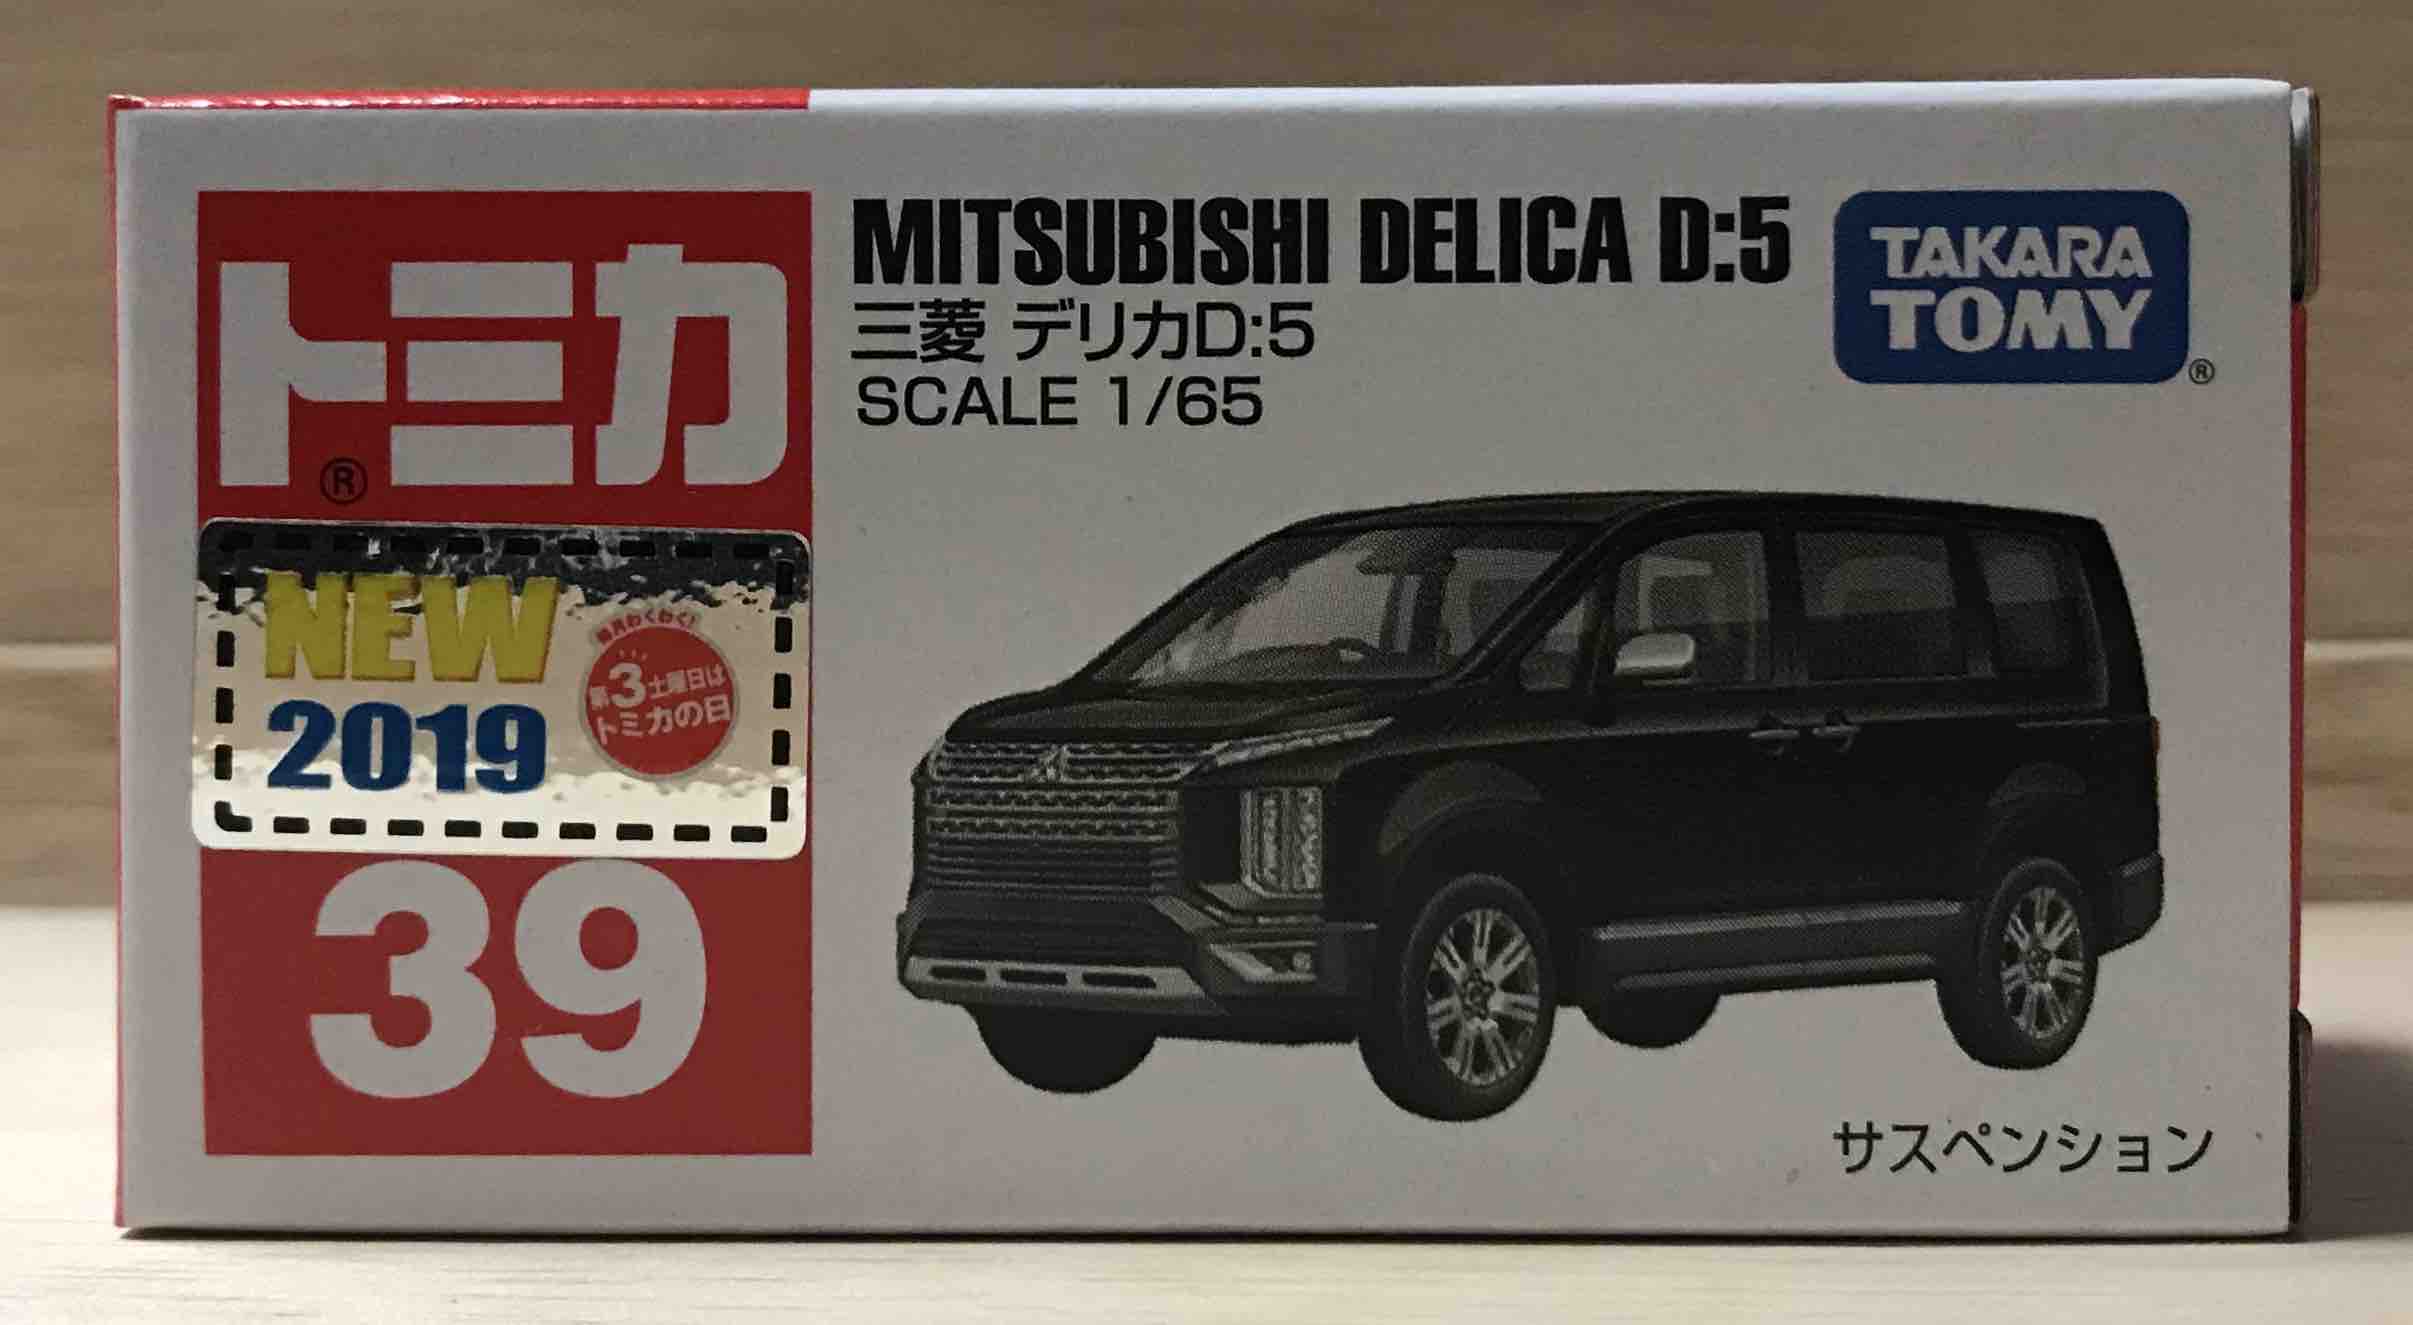 トミカ
®
NEW
2019
毎月わくわく!
第3土曜日は
トミカの日
39
MITSUBISHI DELICA D:5
三菱 デリカD:5
SCALE 1/65
TAKARA
TOMY
®
サスペンション